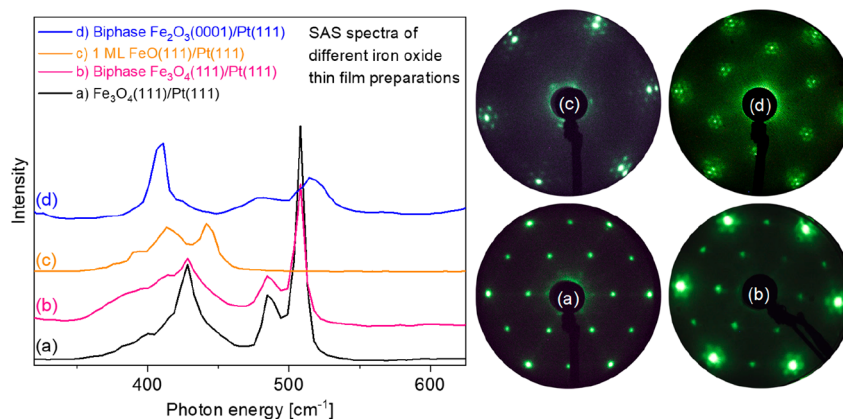 d) Biphase Fe₂O₃(0001)/Pt(111)
c) 1 ML FeO(111)/Pt(111)
b) Biphase Fe₃O₄(111)/Pt(111)
a) Fe₃O₄(111)/Pt(111)
SAS spectra of
different iron oxide
thin film preparations
Intensity
(d)
(c)
(b)
(a)
400
500
600
Photon energy [cm⁻¹]
(c)
(d)
(a)
(b)